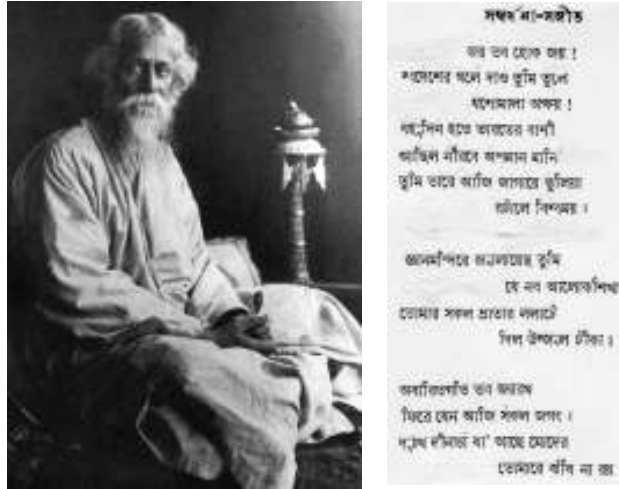 সম্বর্ধনা-সঙ্গীত
জয় তব হোক জয় !
স্বদেশের গলে দাও তুমি তুলে
যশোমালা অক্ষয় !
বহুদিন হতে ভারতের বাণী
আছিল নীরবে অপমান মানি'
তুমি তারে আজি জাগায়ে তুলিয়া
রটালে বিশ্বময় ।
জ্ঞানমন্দিরে জ্বালায়েছ তুমি
যে নব আলোকশিখা
তোমার সকল ভ্রাতার ললাটে
দিল উজ্জ্বল টীকা ।
অবারিতগতি তব জয়রথ
ফিরে যেন আজি সকল জগৎ ।
দুঃখ দীনতা যা' আছে মোদের
তোমারে বাঁধি না রয়